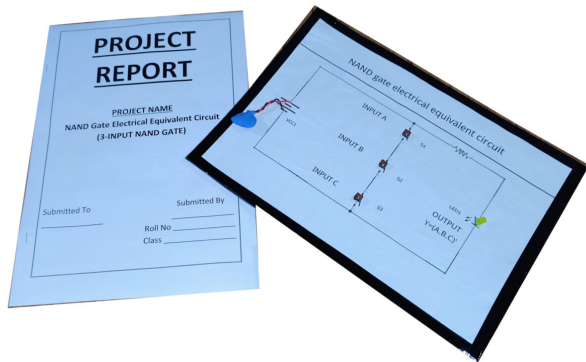 PROJECT
REPORT
PROJECT NAME
NAND Gate Electrical Equivalent Circuit
(3-INPUT NAND GATE)
Submitted To
Submitted By
Roll No
Class
NAND gate electrical equivalent circuit
VCC1
INPUT A
S1
INPUT B
S2
INPUT C
S3
LED1
OUTPUT
Y=(A.B.C)'